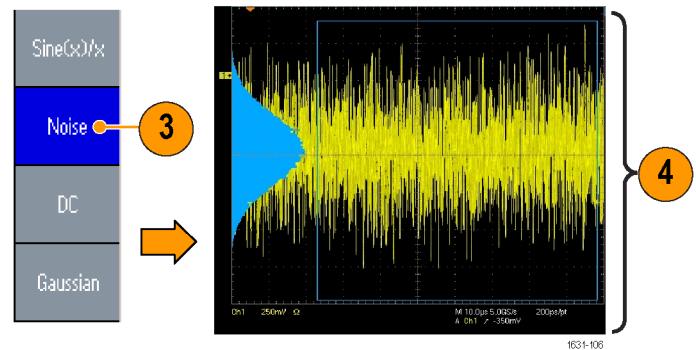 Sine(x)/x
Noise
3
DC
Gaussian
4
Ch1 250mV Ω
M 10.0µs 5.0GS/s 200ps/pt
A Ch1 ↗ -350mV
1631-106